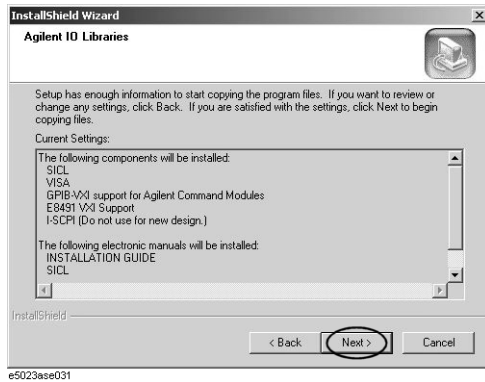 InstallShield Wizard
Agilent IO Libraries
Setup has enough information to start copying the program files. If you want to review or
change any settings, click Back. If you are satisfied with the settings, click Next to begin
copying files.
Current Settings:
The following components will be installed:
SICL
VISA
GPIB-VXI support for Agilent Command Modules
E8491 VXI Support
I-SCPI (Do not use for new design.)
The following electronic manuals will be installed:
INSTALLATION GUIDE
SICL
InstallShield
< Back Next > Cancel
e5023ase031